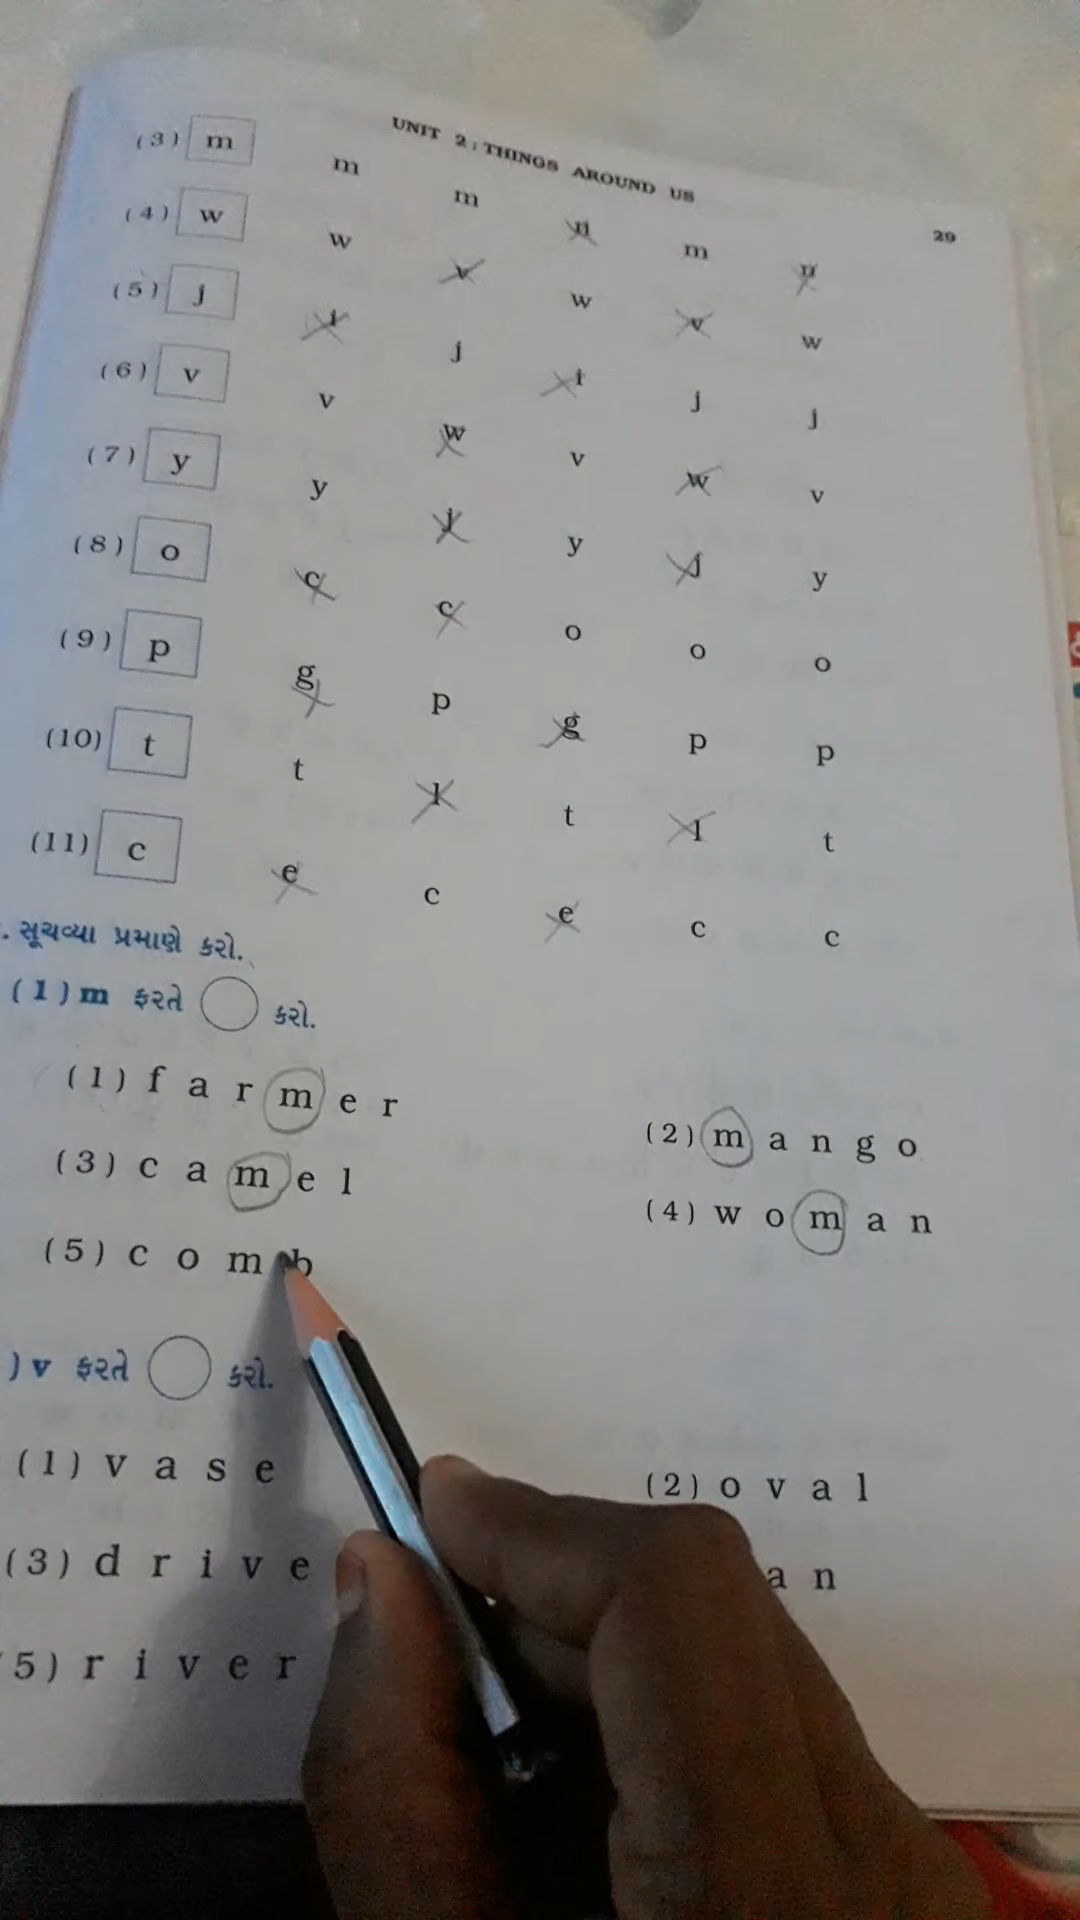 UNIT 2 : THINGS AROUND US 29
(3) m m m n m n
(4) w w v w v w
(5) j i j i j j
(6) v v w v w v
(7) y y j y j y
(8) o c c o o o
(9) p g p g p p
(10) t t l t l t
(11) c e c e c c
. સૂચવ્યા પ્રમાણે કરો.
(1) m ફરતે કરો.
(1) f a r m e r (2) m a n g o
(3) c a m e l (4) w o m a n
(5) c o m b
) v ફરતે કરો.
(1) v a s e (2) o v a l
(3) d r i v e a n
5) r i v e r